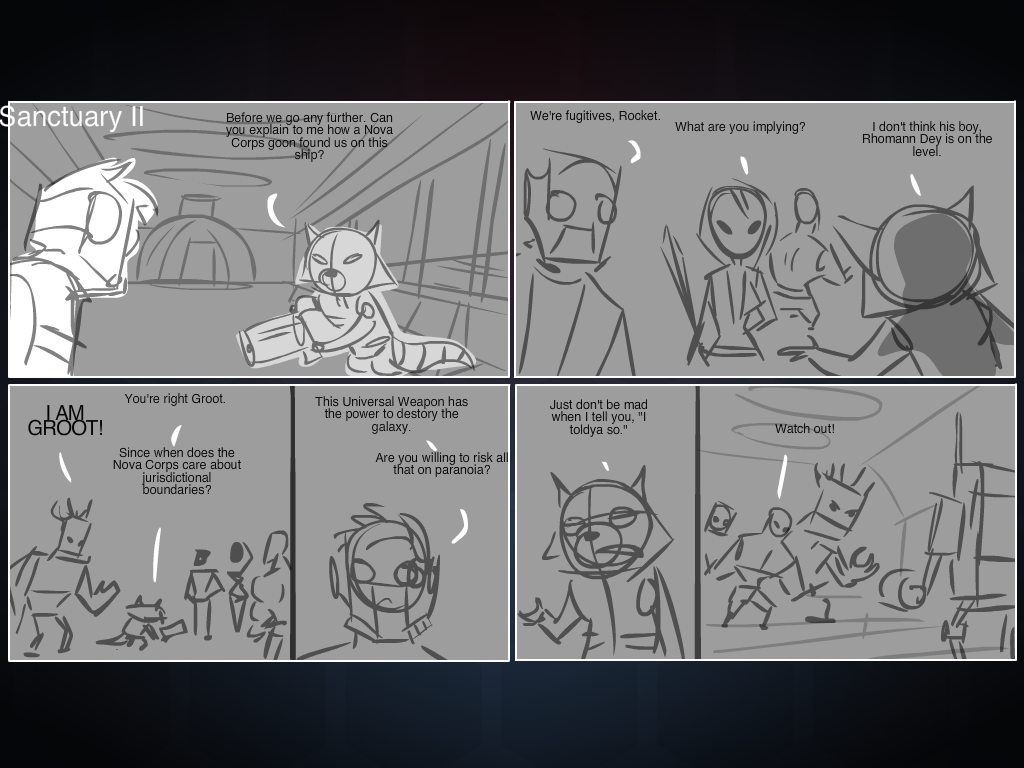 Sanctuary II
Before we go any further. Can
you explain to me how a Nova
Corps goon found us on this
ship?
We're fugitives, Rocket.
What are you implying?
I don't think his boy,
Rhomann Dey is on the
level.
I AM
GROOT!
You're right Groot.
Since when does the
Nova Corps care about
jurisdictional
boundaries?
This Universal Weapon has
the power to destory the
galaxy.
Are you willing to risk all
that on paranoia?
Just don't be mad
when I tell you, "I
toldya so."
Watch out!